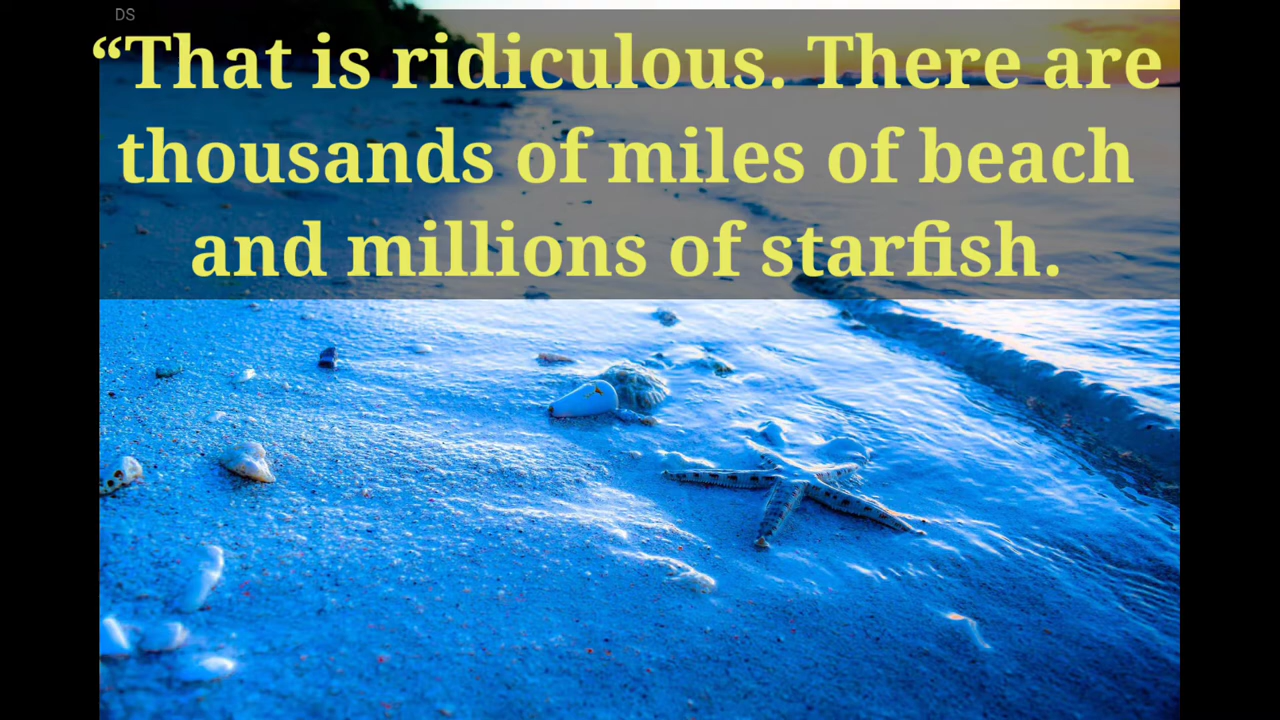 DS
“That is ridiculous. There are
thousands of miles of beach
and millions of starfish.